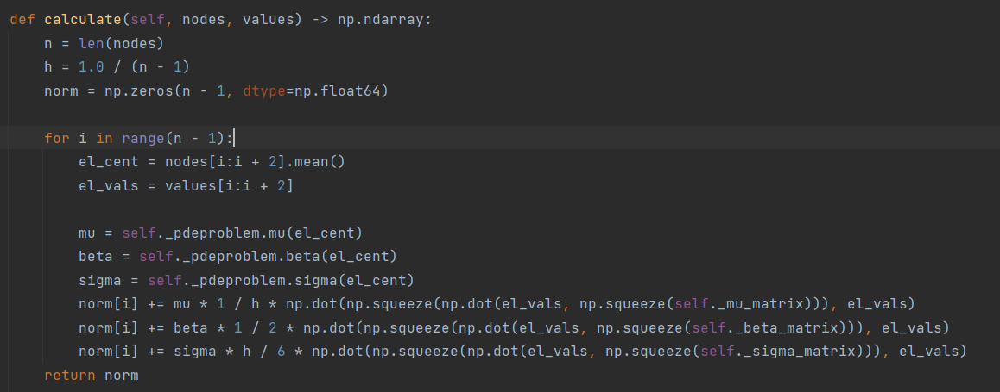 def calculate(self, nodes, values) -> np.ndarray:
    n = len(nodes)
    h = 1.0 / (n - 1)
    norm = np.zeros(n - 1, dtype=np.float64)

    for i in range(n - 1):
        el_cent = nodes[i:i + 2].mean()
        el_vals = values[i:i + 2]

        mu = self._pdeproblem.mu(el_cent)
        beta = self._pdeproblem.beta(el_cent)
        sigma = self._pdeproblem.sigma(el_cent)
        norm[i] += mu * 1 / h * np.dot(np.squeeze(np.dot(el_vals, np.squeeze(self._mu_matrix))), el_vals)
        norm[i] += beta * 1 / 2 * np.dot(np.squeeze(np.dot(el_vals, np.squeeze(self._beta_matrix))), el_vals)
        norm[i] += sigma * h / 6 * np.dot(np.squeeze(np.dot(el_vals, np.squeeze(self._sigma_matrix))), el_vals)
    return norm